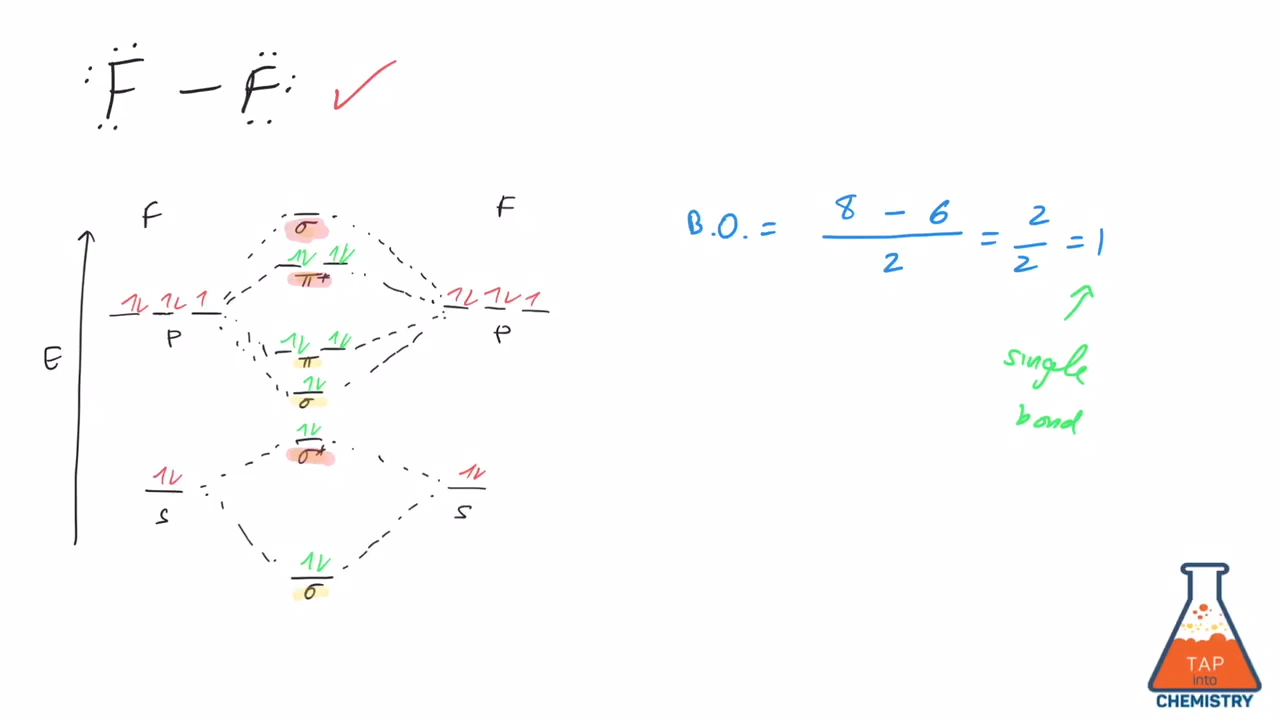 F — F ✓
F F
σ
π*
E
p p
π
σ
σ*
s s
σ
B.O. = 8 - 6 / 2 = 2 / 2 = 1
single
bond
TAP
into
CHEMISTRY